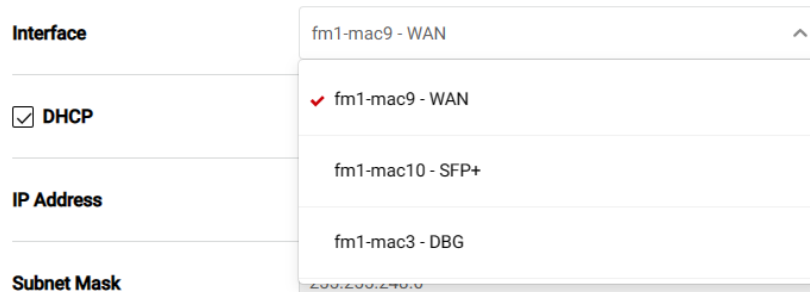 Interface
fm1-mac9 - WAN
fm1-mac9 - WAN
DHCP
fm1-mac10 - SFP+
IP Address
fm1-mac3 - DBG
Subnet Mask